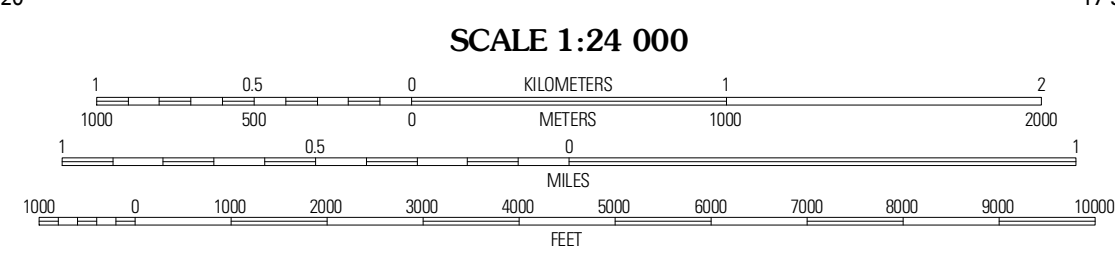 SCALE 1:24 000
1 0.5 0 KILOMETERS 1 2
1000 500 0 METERS 1000 2000
1 0.5 0 1
MILES
1000 0 1000 2000 3000 4000 5000 6000 7000 8000 9000 10000
FEET